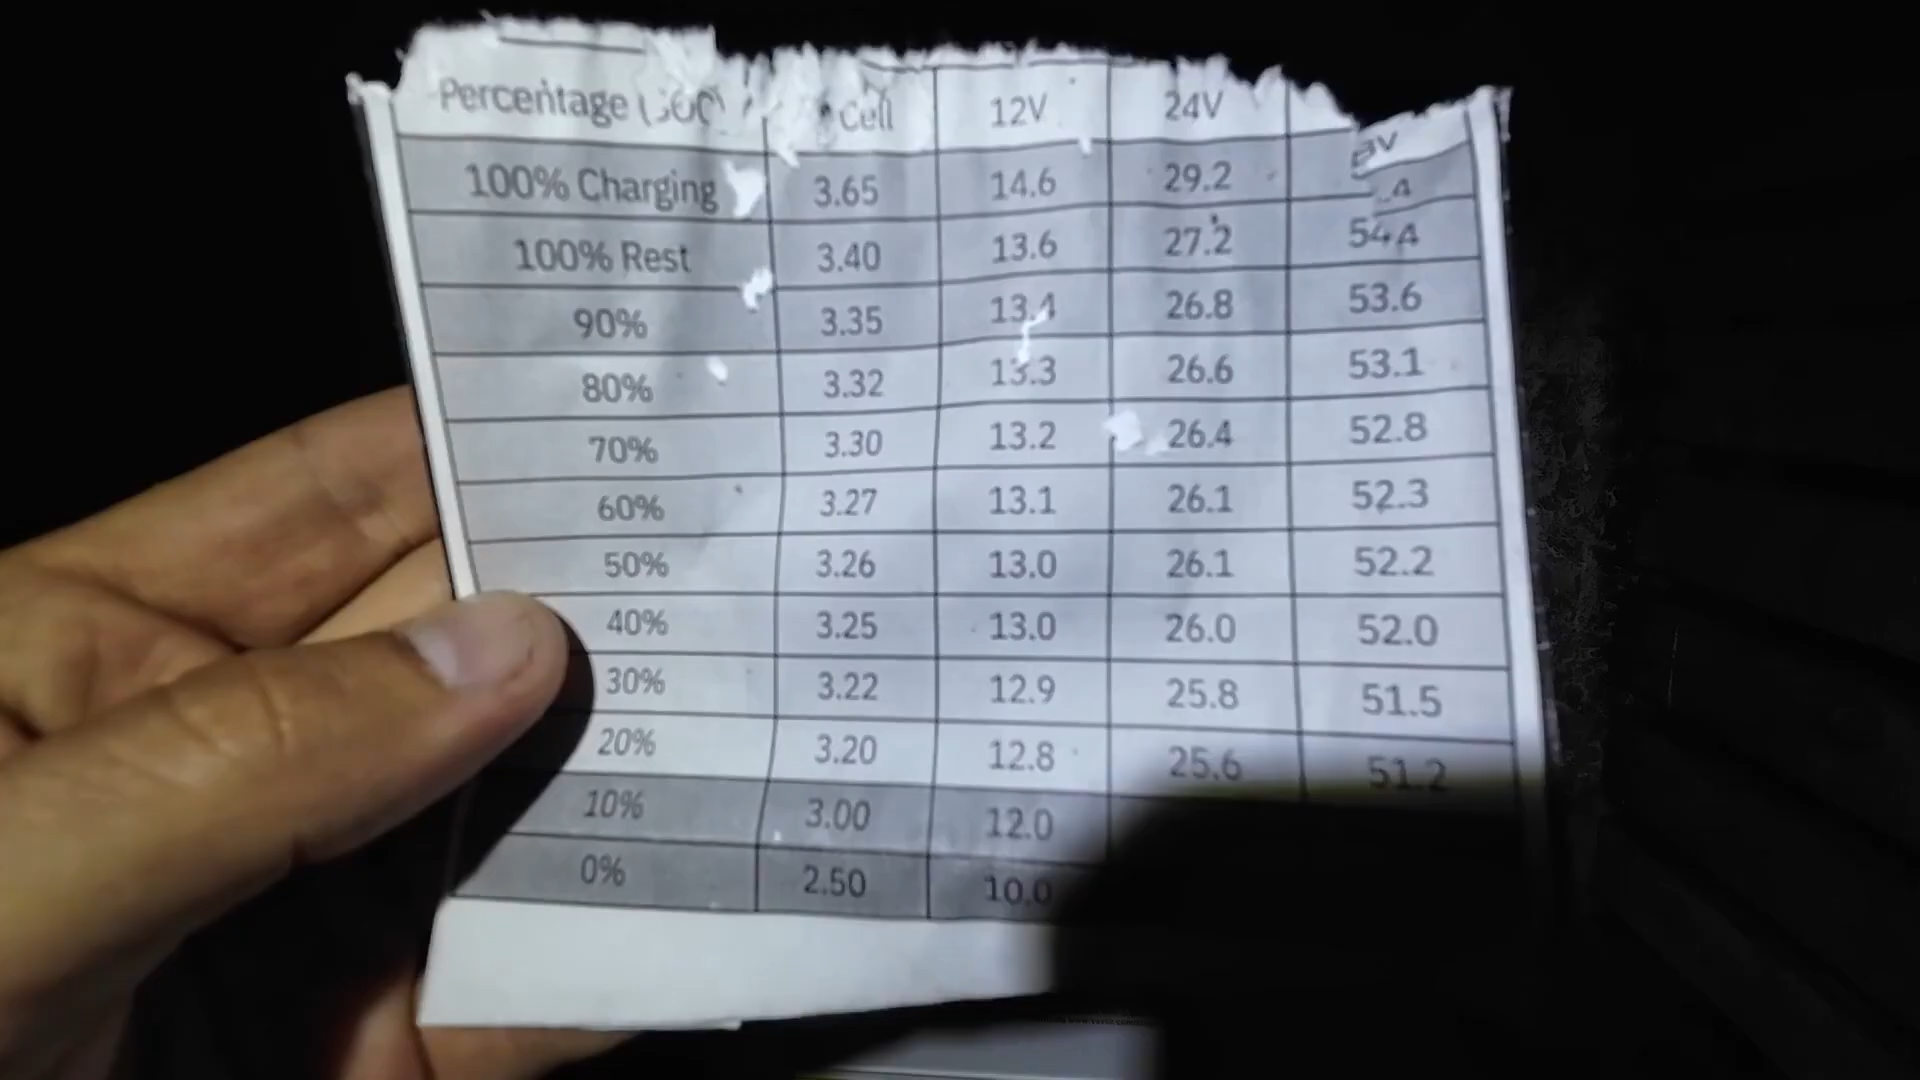 Percentage (SOC) Cell 12V 24V
100% Charging 3.65 14.6 29.2
100% Rest 3.40 13.6 27.2 54.4
90% 3.35 13.4 26.8 53.6
80% 3.32 13.3 26.6 53.1
70% 3.30 13.2 26.4 52.8
60% 3.27 13.1 26.1 52.3
50% 3.26 13.0 26.1 52.2
40% 3.25 13.0 26.0 52.0
30% 3.22 12.9 25.8 51.5
20% 3.20 12.8 25.6 51.2
10% 3.00 12.0
0% 2.50 10.0